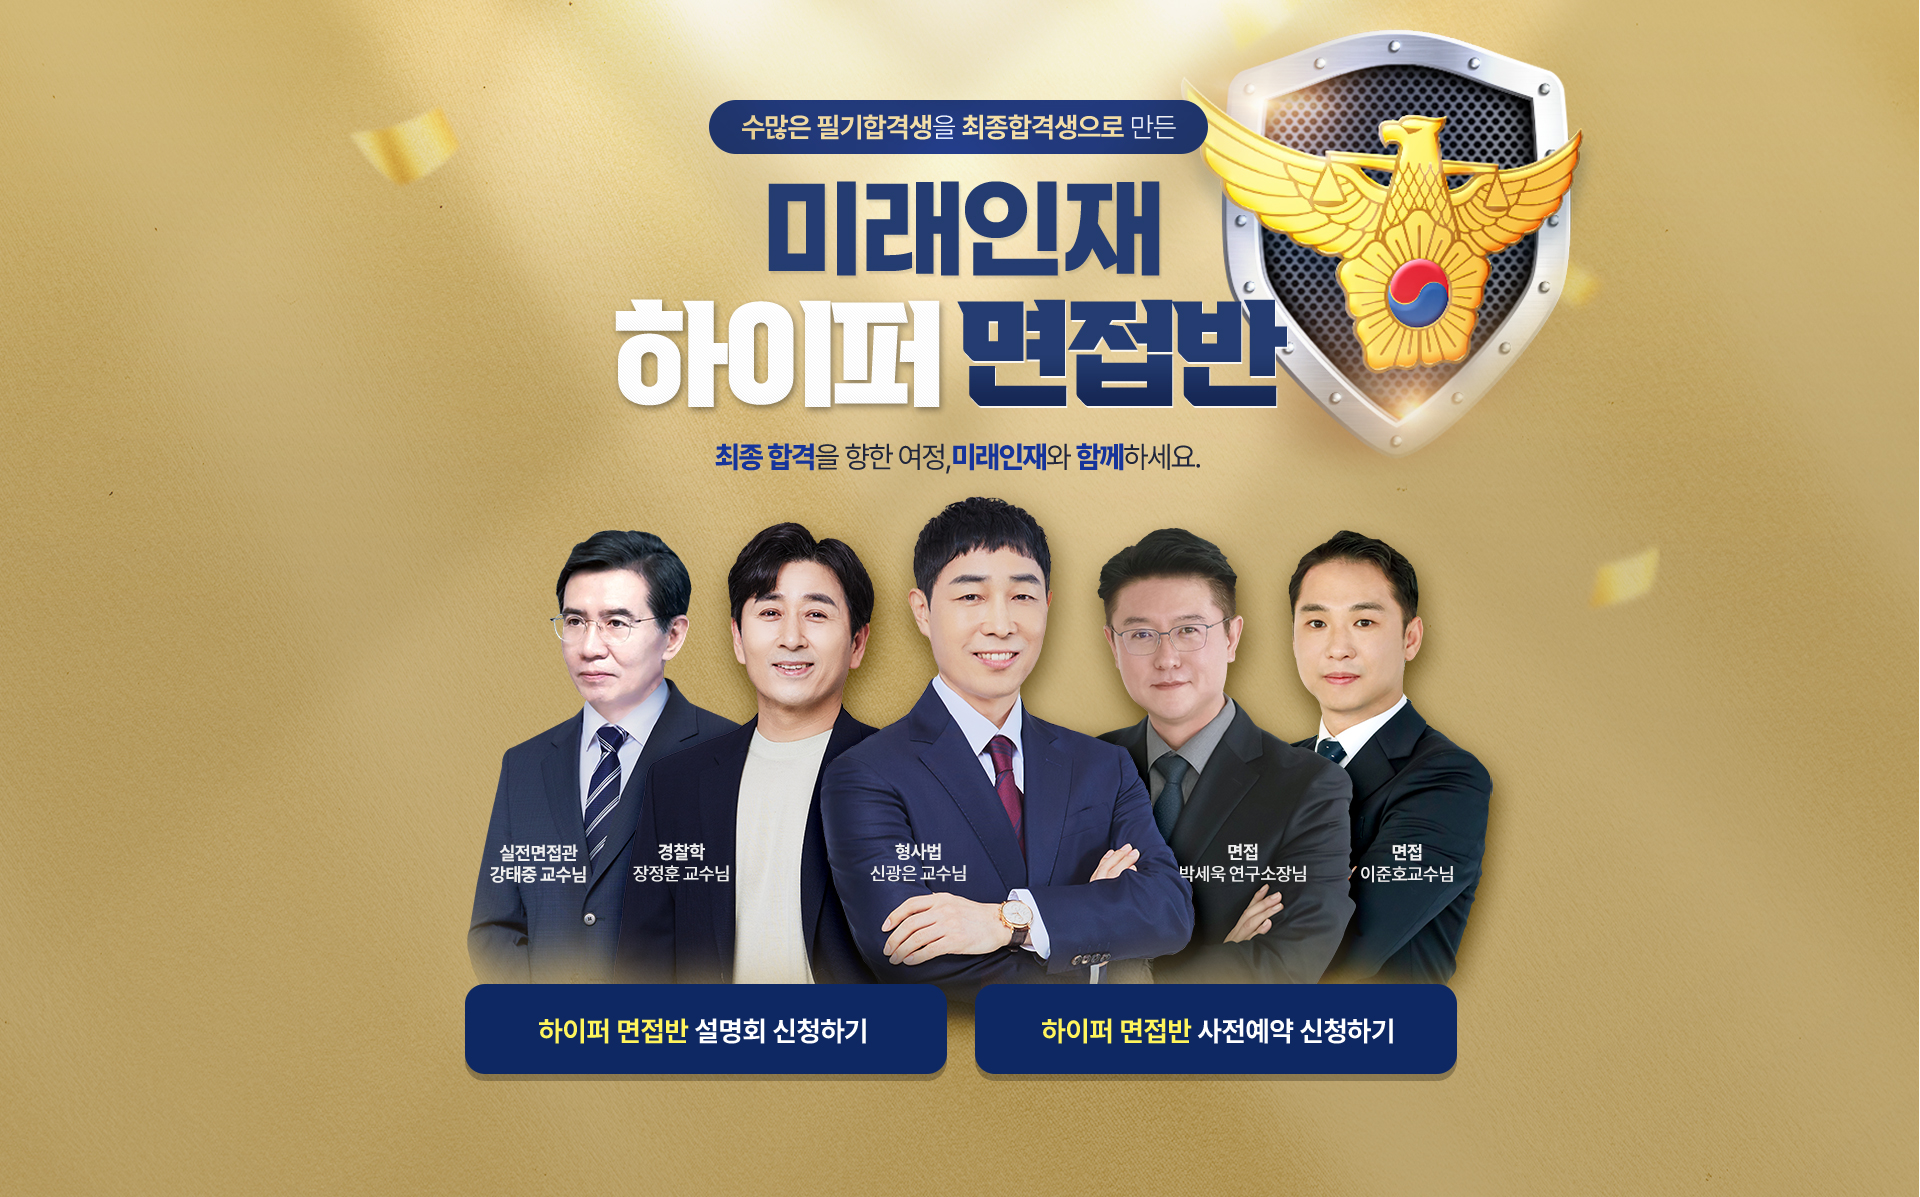 수많은 필기합격생을 최종합격생으로 만든
미래인재
하이퍼 면접반
최종 합격을 향한 여정, 미래인재와 함께하세요.
실전면접관
강태중 교수님
경찰학
장정훈 교수님
형사법
신광은 교수님
면접
박세욱 연구소장님
면접
이준호교수님
하이퍼 면접반 설명회 신청하기
하이퍼 면접반 사전예약 신청하기